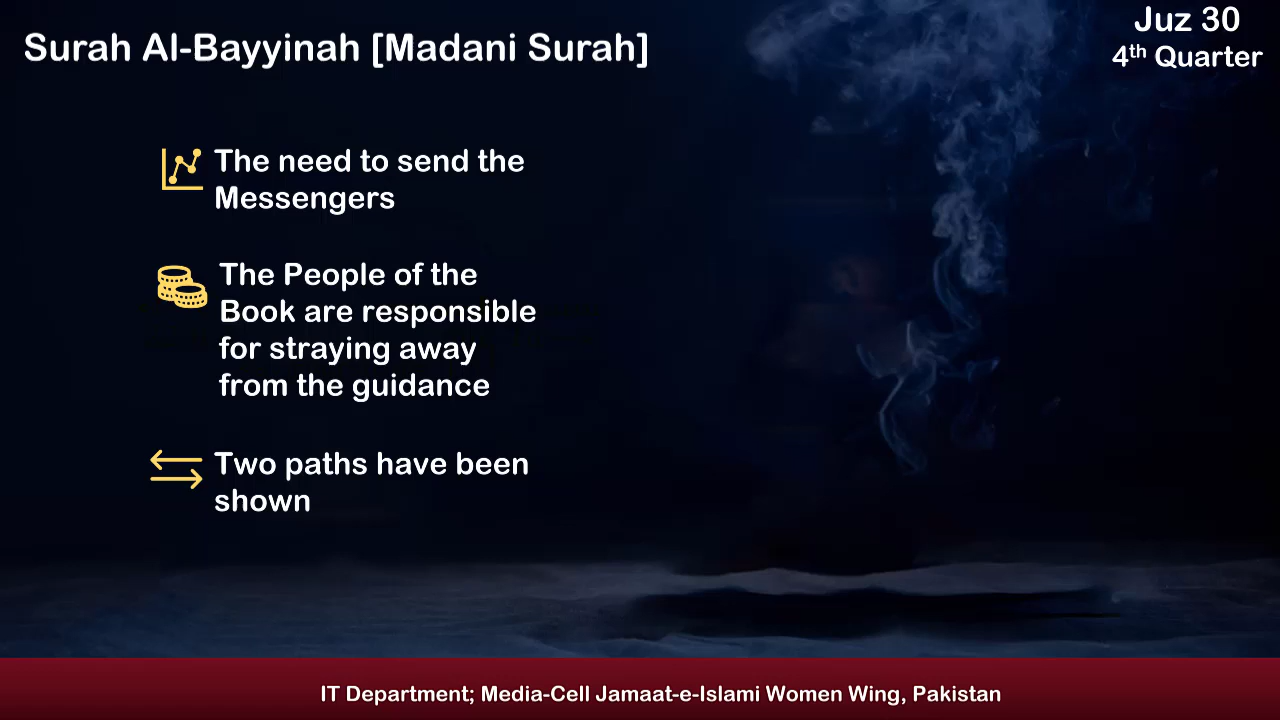 Surah Al-Bayyinah [Madani Surah]
Juz 30
4th Quarter
The need to send the
Messengers
The People of the
Book are responsible
for straying away
from the guidance
Two paths have been
shown
IT Department; Media-Cell Jamaat-e-Islami Women Wing, Pakistan